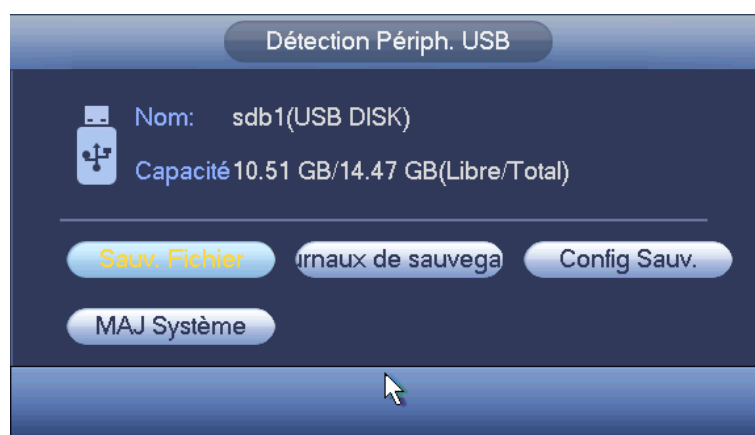 Détection Périph. USB
Nom: sdb1(USB DISK)
Capacité 10.51 GB/14.47 GB(Libre/Total)
Sauv. Fichier urnaux de sauvega Config Sauv.
MAJ Système